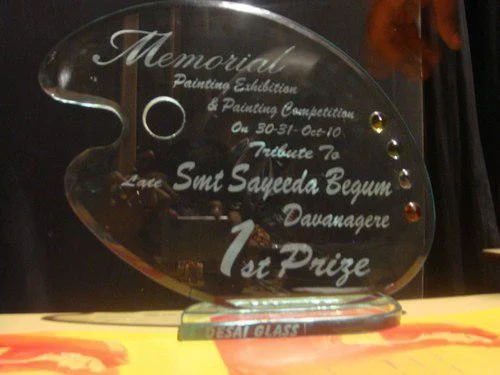 Memorial
Painting Exhibition
& Painting Competition
On 30-31-Oct-10
Tribute To
Late Smt Sayeeda Begum
Davanagere
1st Prize
DESAI GLASS